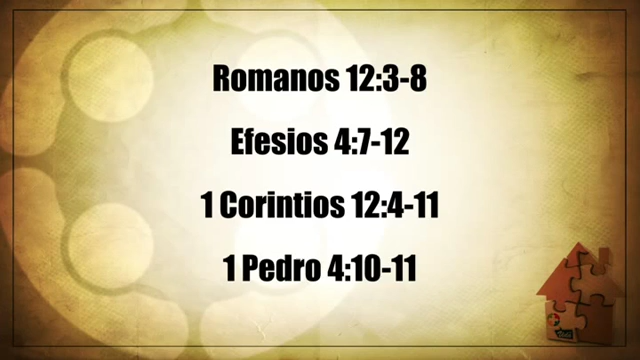 Romanos 12:3-8
Efesios 4:7-12
1 Corintios 12:4-11
1 Pedro 4:10-11